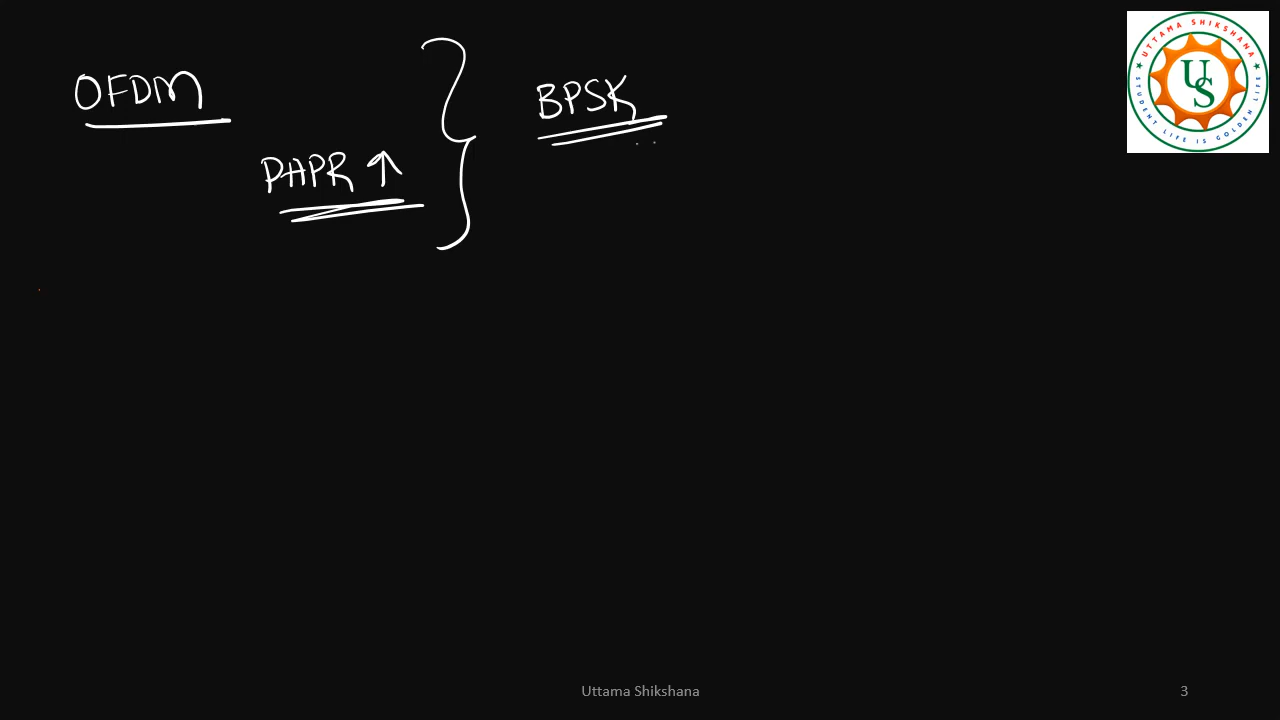 OFDM
PAPR ↑
BPSK
UTTAMA SHIKSHANA
US
STUDENT LIFE IS GOLDEN LIFE
Uttama Shikshana
3